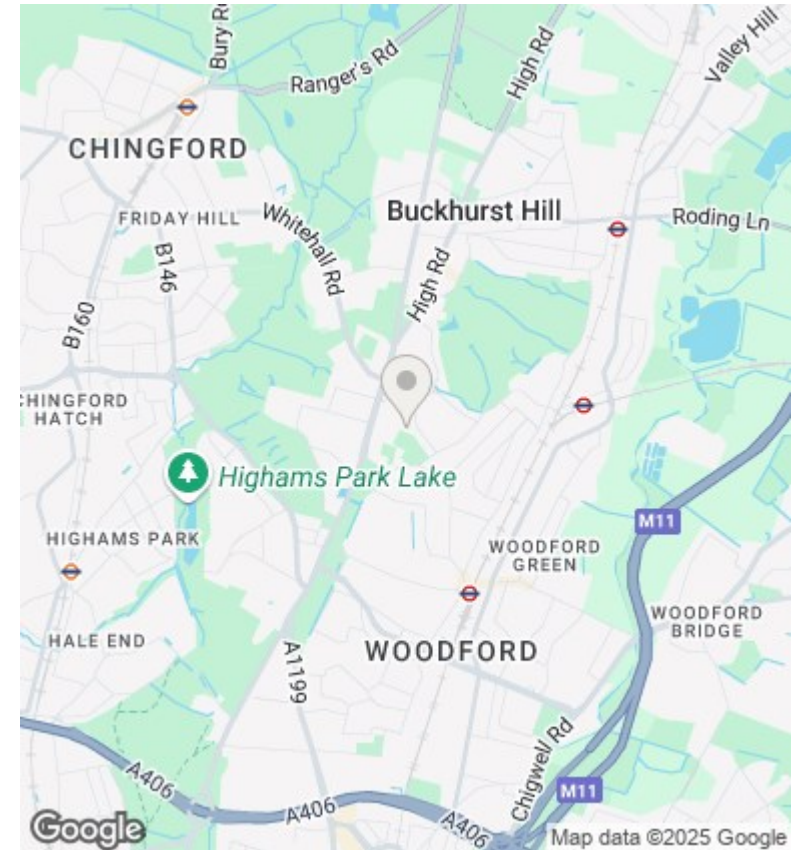 Bury Rd
Ranger's Rd
High Rd
Valley Hill
CHINGFORD
FRIDAY HILL
Whitehall Rd
Buckhurst Hill
Roding Ln
B146
High Rd
B160
CHINGFORD
HATCH
Highams Park Lake
M11
HIGHAMS PARK
WOODFORD
GREEN
WOODFORD
BRIDGE
HALE END
A1199
WOODFORD
Chigwell Rd
A406
A406
M11
A406
Google
Map data ©2025 Google